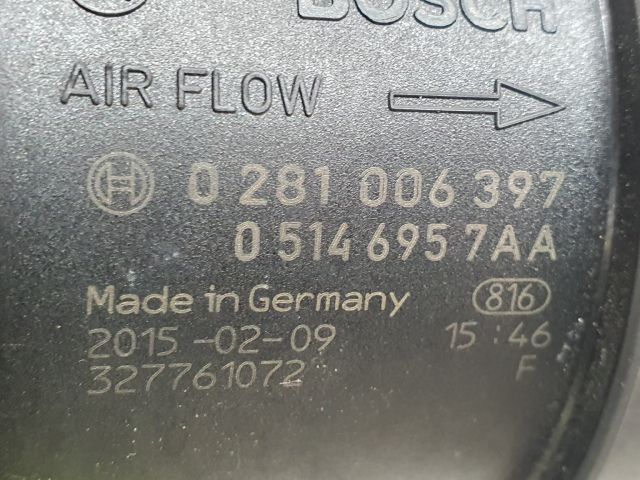 BOSCH
AIR FLOW
0 281 006 397
0 514 695 7AA
Made in Germany 816
2015-02-09 15:46
327761072 F